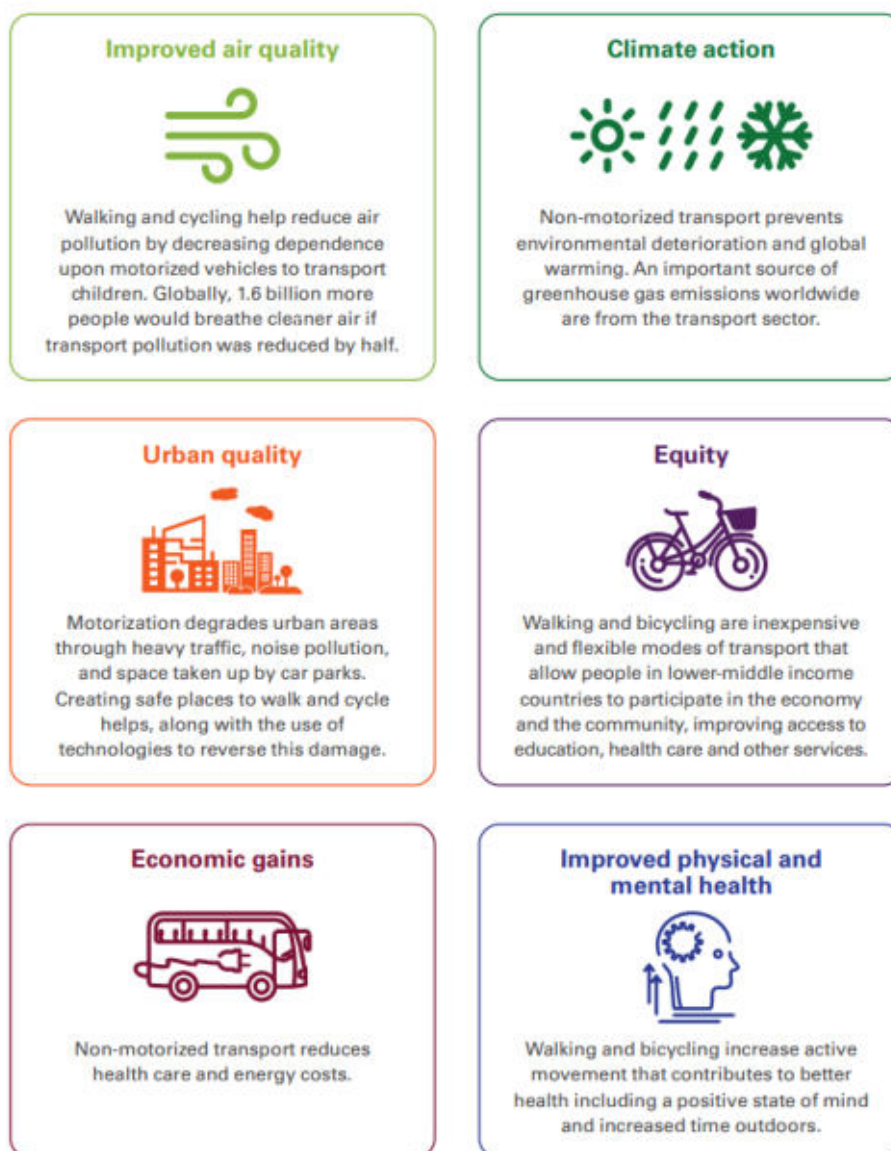 Improved air quality
Walking and cycling help reduce air
pollution by decreasing dependence
upon motorized vehicles to transport
children. Globally, 1.6 billion more
people would breathe cleaner air if
transport pollution was reduced by half.
Climate action
Non-motorized transport prevents
environmental deterioration and global
warming. An important source of
greenhouse gas emissions worldwide
are from the transport sector.
Urban quality
Motorization degrades urban areas
through heavy traffic, noise pollution,
and space taken up by car parks.
Creating safe places to walk and cycle
helps, along with the use of
technologies to reverse this damage.
Equity
Walking and bicycling are inexpensive
and flexible modes of transport that
allow people in lower-middle income
countries to participate in the economy
and the community, improving access to
education, health care and other services.
Economic gains
Non-motorized transport reduces
health care and energy costs.
Improved physical and
mental health
Walking and bicycling increase active
movement that contributes to better
health including a positive state of mind
and increased time outdoors.